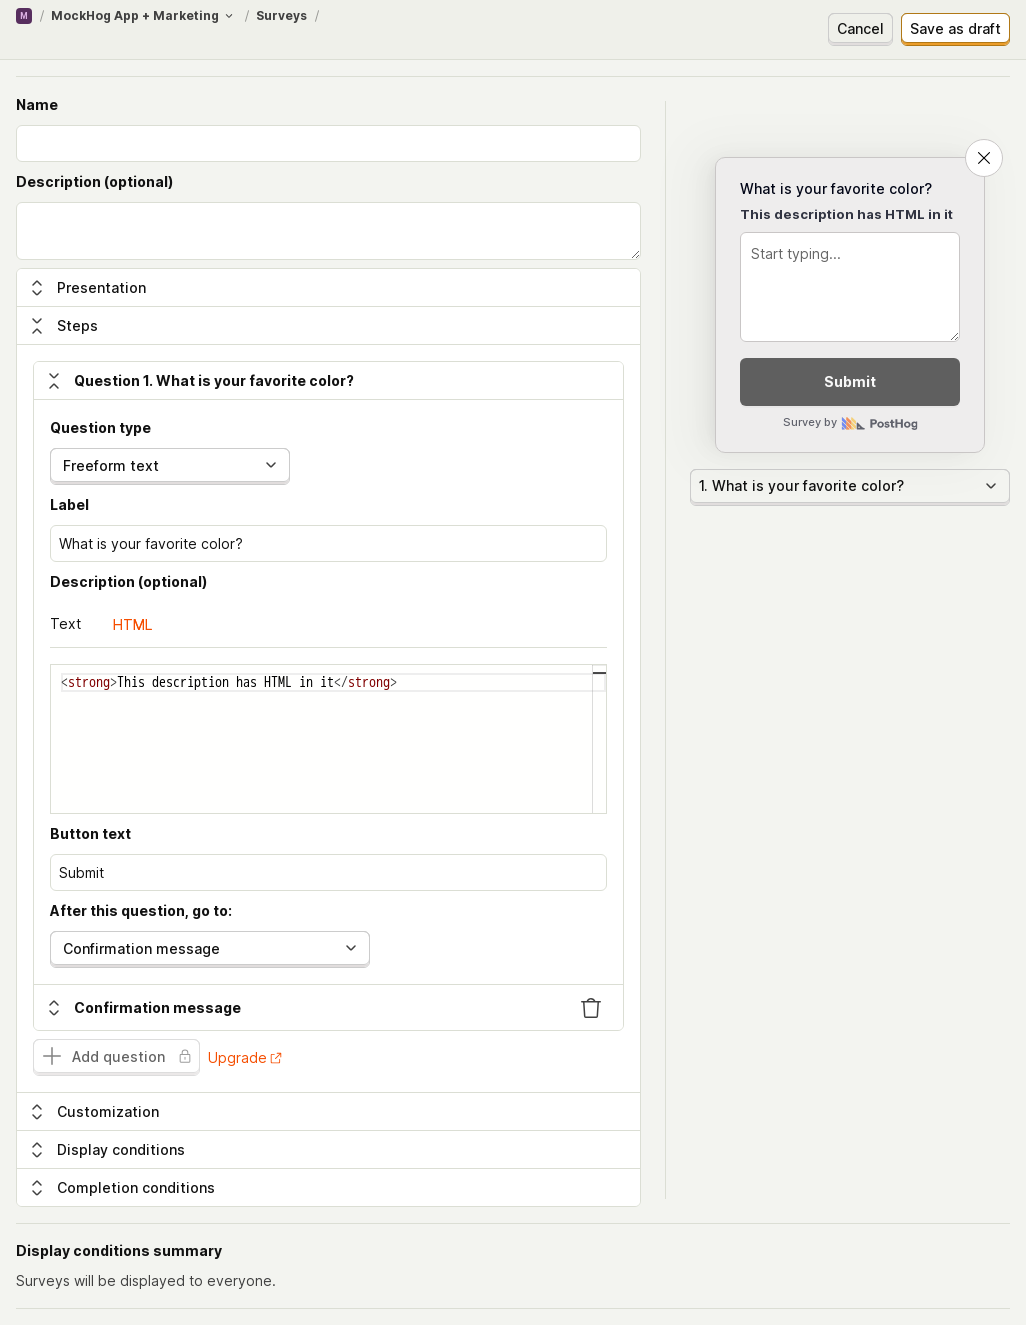 M / MockHog App + Marketing / Surveys /
Cancel
Save as draft
Name
Description (optional)
Presentation
Steps
Question 1. What is your favorite color?
Question type
Freeform text
Label
What is your favorite color?
Description (optional)
Text HTML
<strong>This description has HTML in it</strong>
Button text
Submit
After this question, go to:
Confirmation message
Confirmation message
Add question Upgrade
Customization
Display conditions
Completion conditions
What is your favorite color?
This description has HTML in it
Start typing...
Submit
Survey by PostHog
1. What is your favorite color?
Display conditions summary
Surveys will be displayed to everyone.